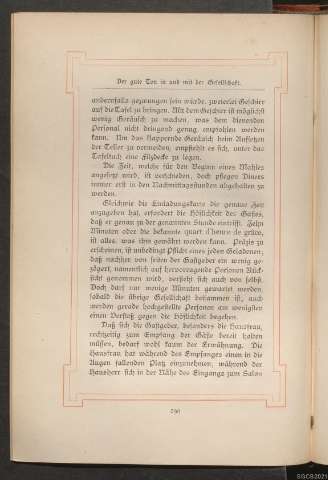 Der gute Ton in und mit der Gesellschaft.
andernfalls gezwungen sein würde, zweierlei Geschirr
auf die Tafel zu bringen. Mit dem Geschirr ist möglichst
wenig Geräusch zu machen, was dem dienenden
Personal nicht dringend genug empfohlen werden
kann. Um das klappernde Geräusch beim Aufsetzen
der Teller zu vermeiden, empfiehlt es sich, unter das
Tafeltuch eine Filzdecke zu legen.
Die Zeit, welche für den Beginn eines Mahles
angesetzt wird, ist verschieden, doch pflegen Diners
immer erst in den Nachmittagsstunden abgehalten zu
werden.
Gleichwie die Einladungskarte die genaue Zeit
anzugeben hat, erfordert die Höflichkeit des Gastes,
daß er genau zu der genannten Stunde eintrifft. Zehn
Minuten oder die bekannte quart d'heure de grâce,
ist alles, was ihm gewährt werden kann. Präzis zu
erscheinen, ist unbedingt Pflicht eines jeden Geladenen;
daß nachher von seiten der Gastgeber ein wenig ge-
zögert, namentlich auf hervorragende Personen Rück-
sicht genommen wird, versteht sich auch von selbst.
Doch darf nur wenige Minuten gewartet werden,
sobald die übrige Gesellschaft beisammen ist, auch
werden gerade hochgestellte Personen am wenigsten
einen Verstoß gegen die Höflichkeit begehen.
Daß sich die Gastgeber, besonders die Hausfrau,
rechtzeitig zum Empfang der Gäste bereit halten
müssen, bedarf wohl kaum der Erwähnung. Die
Hausfrau hat während des Empfanges einen in die
Augen fallenden Platz einzunehmen, während der
Hausherr sich in der Nähe des Eingangs zum Salon
SGCB2021